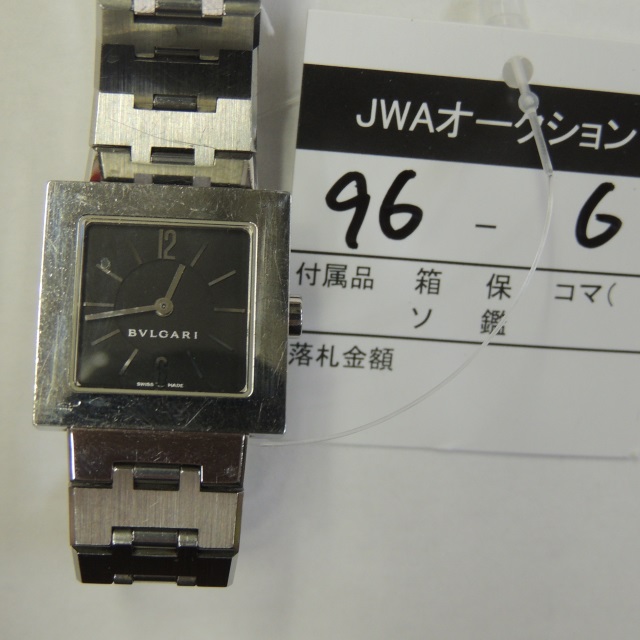 12
BVLGARI
6
SWISS MADE
JWAオークション
96 - 6
付属品 箱 保 コマ(
ソ 鑑
落札金額